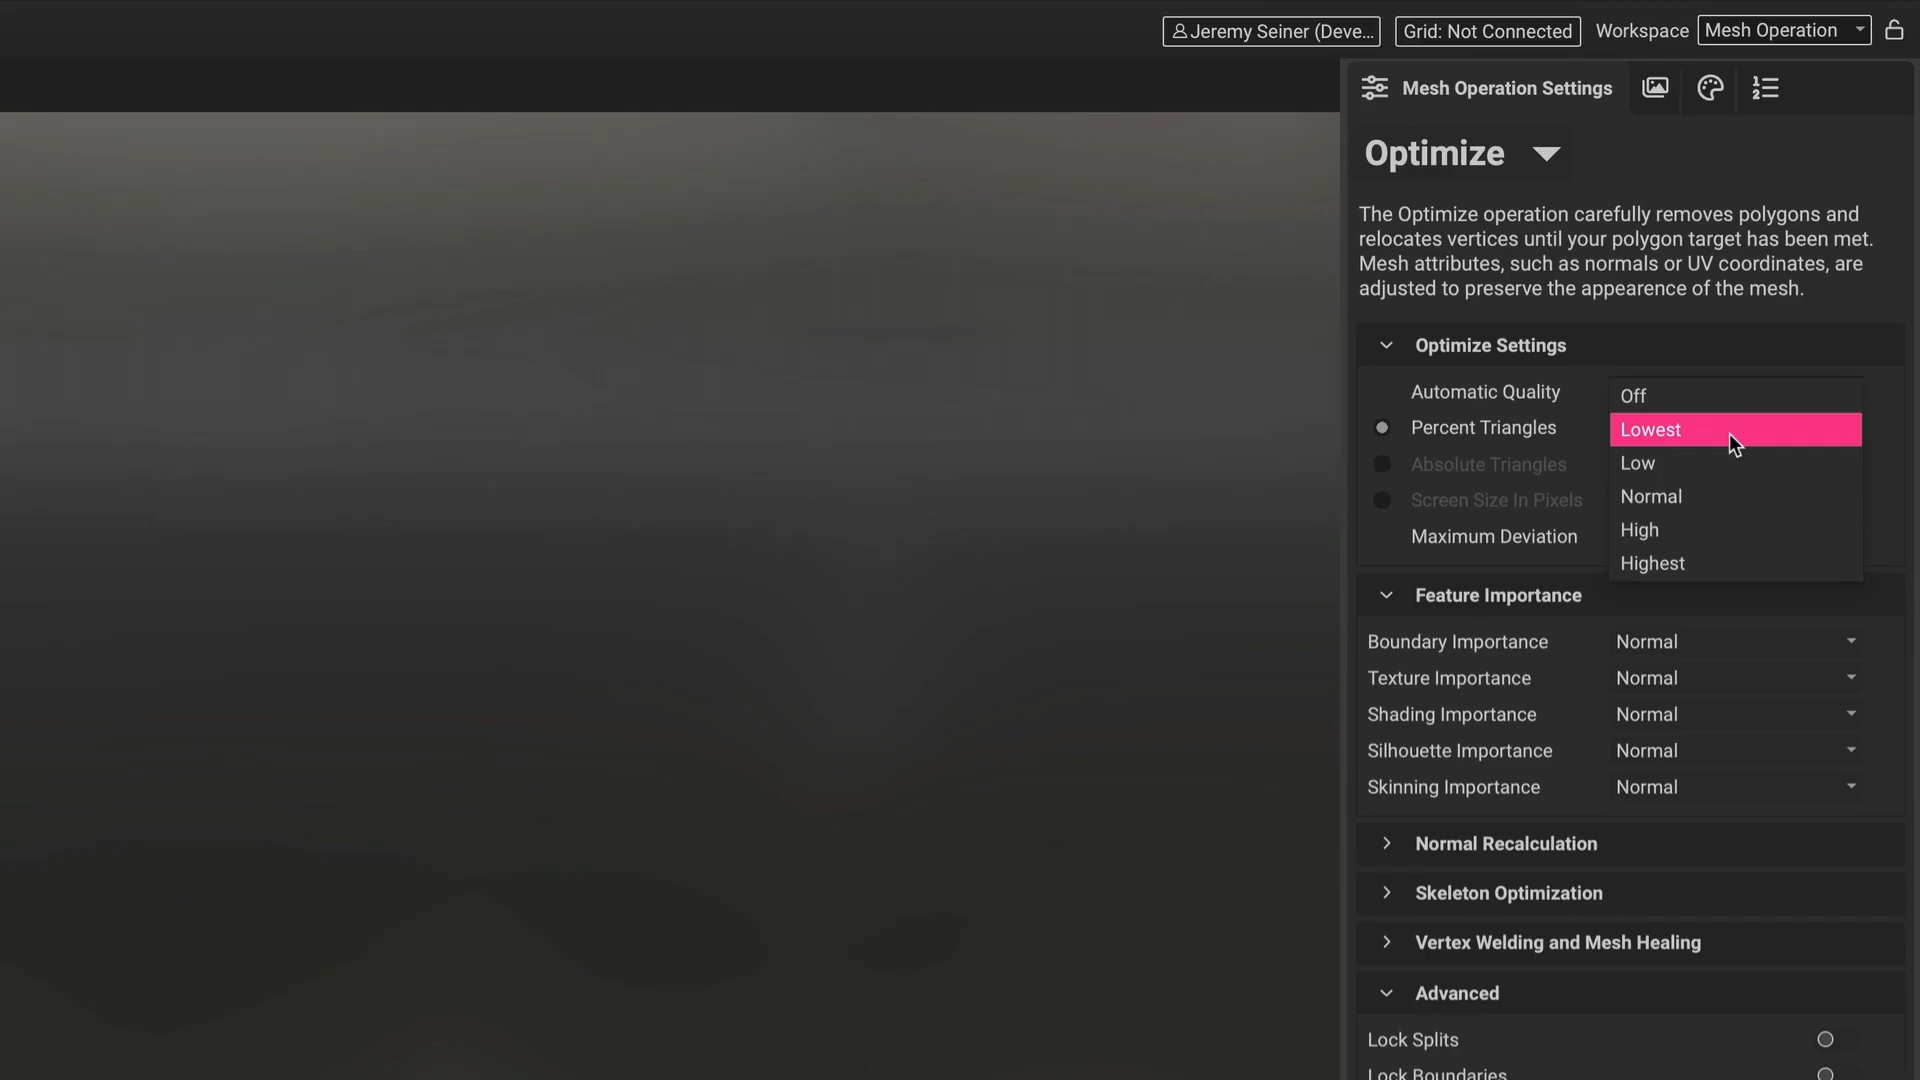 Jeremy Seiner (Deve...
Grid: Not Connected
Workspace
Mesh Operation
Mesh Operation Settings
Optimize
The Optimize operation carefully removes polygons and
relocates vertices until your polygon target has been met.
Mesh attributes, such as normals or UV coordinates, are
adjusted to preserve the appearence of the mesh.
Optimize Settings
Automatic Quality
Off
Percent Triangles
Lowest
Absolute Triangles
Low
Screen Size In Pixels
Normal
Maximum Deviation
High
Highest
Feature Importance
Boundary Importance Normal
Texture Importance Normal
Shading Importance Normal
Silhouette Importance Normal
Skinning Importance Normal
Normal Recalculation
Skeleton Optimization
Vertex Welding and Mesh Healing
Advanced
Lock Splits
Lock Boundaries